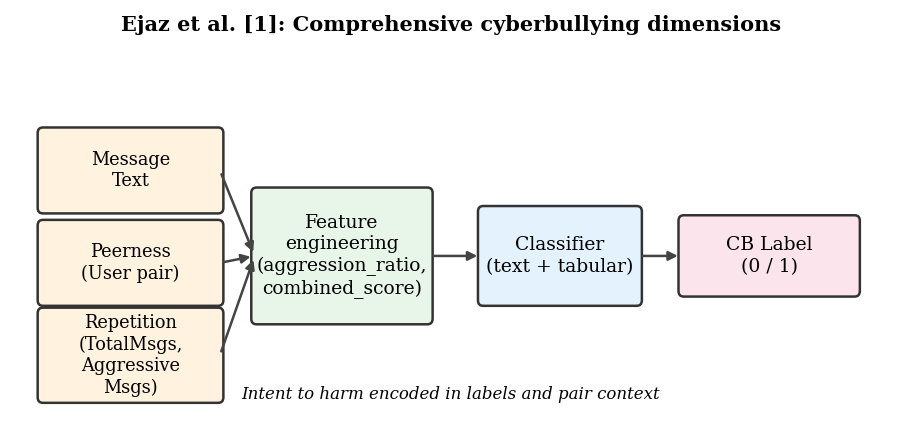 Ejaz et al. [1]: Comprehensive cyberbullying dimensions
Message
Text
Peerness
(User pair)
Repetition
(TotalMsgs,
Aggressive
Msgs)
Feature
engineering
(aggression_ratio,
combined_score)
Classifier
(text + tabular)
CB Label
(0 / 1)
Intent to harm encoded in labels and pair context